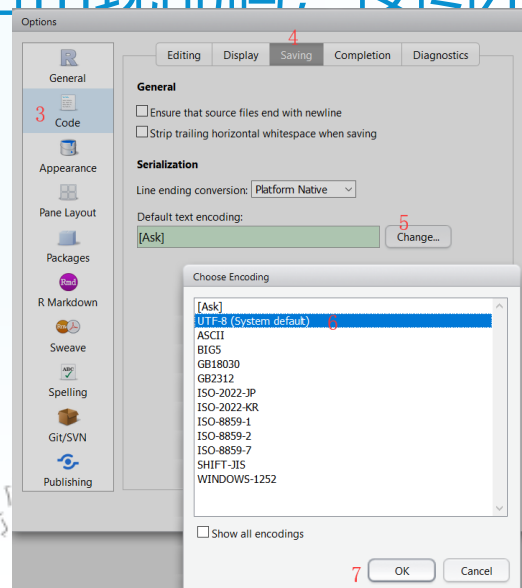 Options
4
Editing Display Saving Completion Diagnostics
General
General
Ensure that source files end with newline
3 Code
Strip trailing horizontal whitespace when saving
Appearance
Serialization
Line ending conversion: Platform Native
Pane Layout
Default text encoding:
5
[Ask] Change...
Packages
Rmd
R Markdown
Choose Encoding
[Ask]
UTF-8 (System default) 6
ASCII
BIG5
GB18030
GB2312
ISO-2022-JP
ISO-2022-KR
ISO-8859-1
ISO-8859-2
ISO-8859-7
SHIFT-JIS
WINDOWS-1252
Sweave
ABC
Spelling
Git/SVN
Publishing
Show all encodings
7 OK Cancel